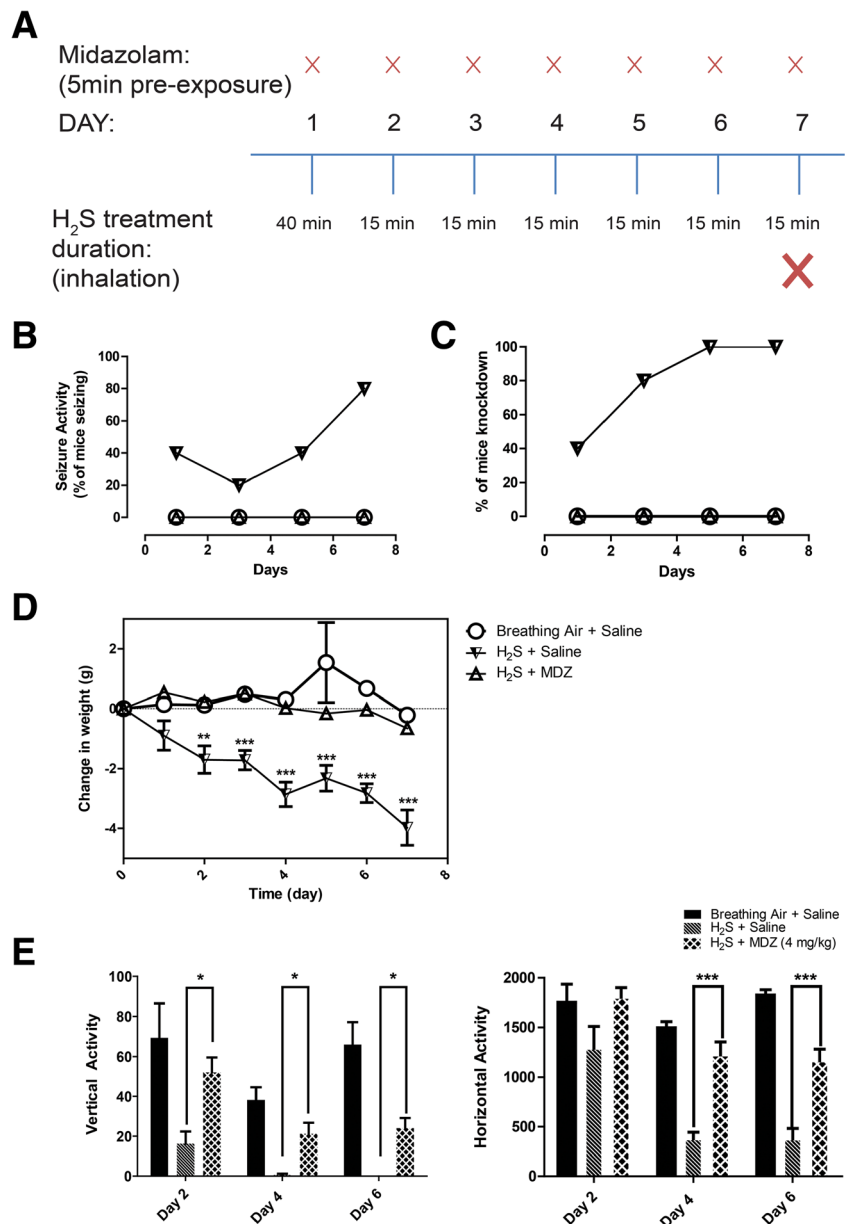 A
Midazolam:
(5min pre-exposure)
DAY: 1 2 3 4 5 6 7
H₂S treatment
duration:
(inhalation)
40 min 15 min 15 min 15 min 15 min 15 min 15 min
B
Seizure Activity
(% of mice seizing)
100
80
60
40
20
0
0 2 4 6 8
Days
C
% of mice knockdown
100
80
60
40
20
0
0 2 4 6 8
Days
D
Change in weight (g)
2
0
-2
-4
** *** *** *** *** ***
0 2 4 6 8
Time (day)
Breathing Air + Saline
H₂S + Saline
H₂S + MDZ
E
Breathing Air + Saline
H₂S + Saline
H₂S + MDZ (4 mg/kg)
Vertical Activity
100
80
60
40
20
0
* * *
Day 2 Day 4 Day 6
Horizontal Activity
2000
1500
1000
500
0
*** ***
Day 2 Day 4 Day 6